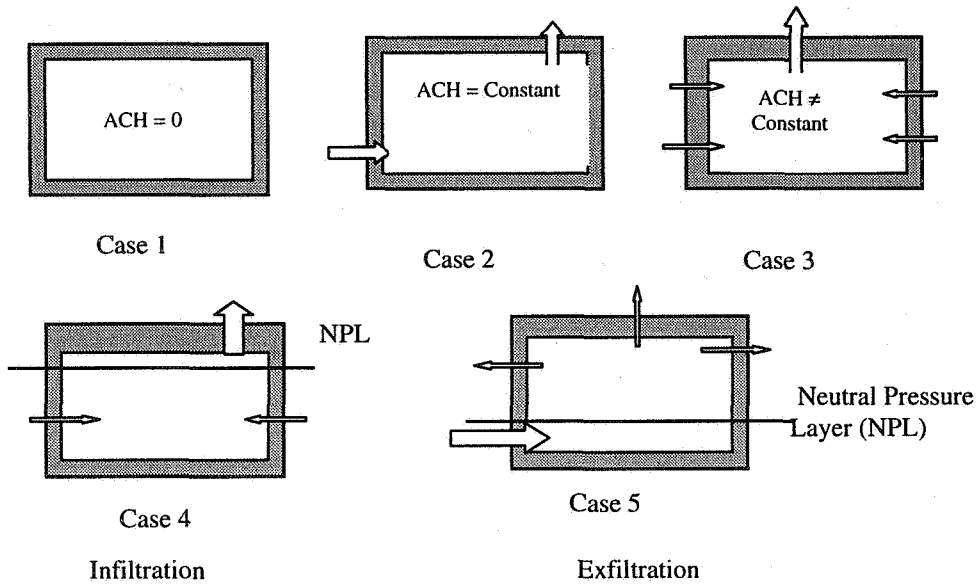 ACH = 0
ACH = Constant
ACH ≠
Constant
Case 1
Case 2
Case 3
NPL
Neutral Pressure
Layer (NPL)
Case 4
Case 5
Infiltration
Exfiltration